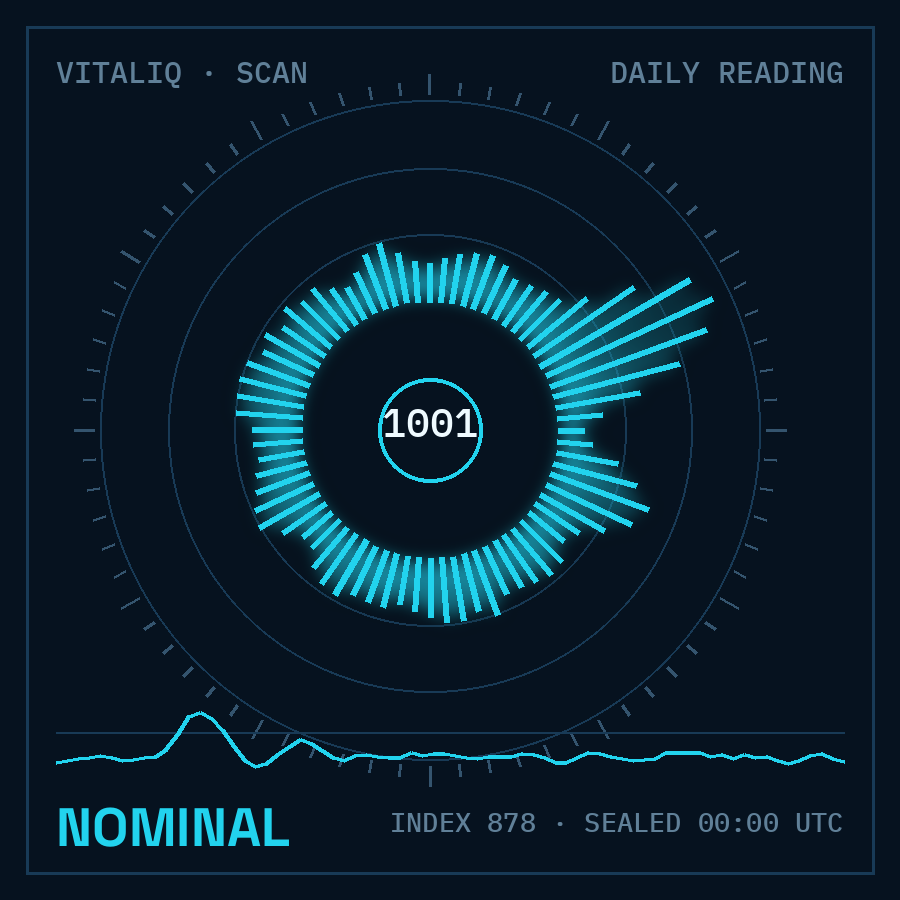 VITALIQ · SCAN
DAILY READING
1001
NOMINAL
INDEX 878 · SEALED 00:00 UTC